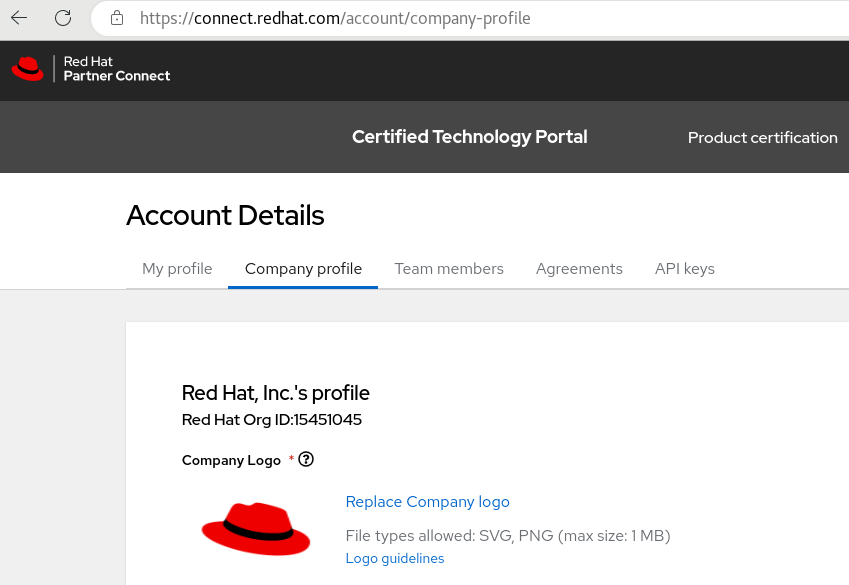 https://connect.redhat.com/account/company-profile
Red Hat
Partner Connect
Certified Technology Portal
Product certification
Account Details
My profile
Company profile
Team members
Agreements
API keys
Red Hat, Inc.'s profile
Red Hat Org ID:15451045
Company Logo *
Replace Company logo
File types allowed: SVG, PNG (max size: 1 MB)
Logo guidelines